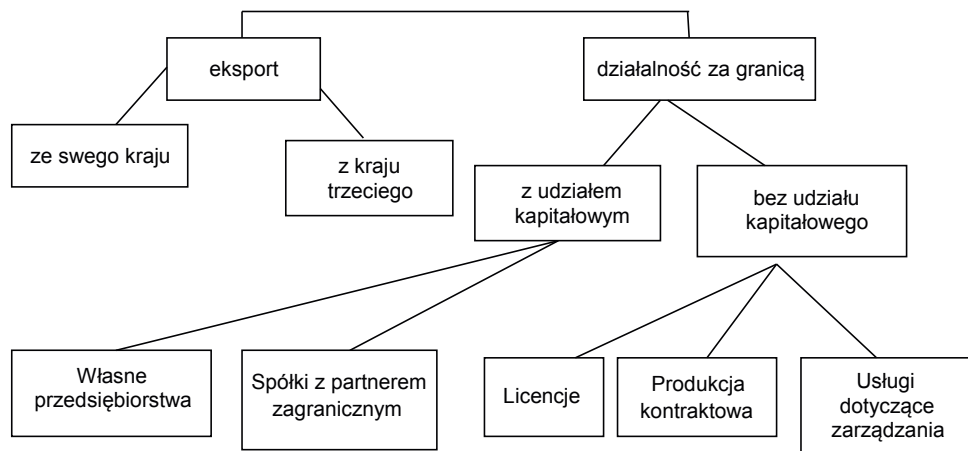 eksport
działalność za granicą
ze swego kraju
z kraju
trzeciego
z udziałem
kapitałowym
bez udziału
kapitałowego
Własne
przedsiębiorstwa
Spółki z partnerem
zagranicznym
Licencje
Produkcja
kontraktowa
Usługi
dotyczące
zarządzania